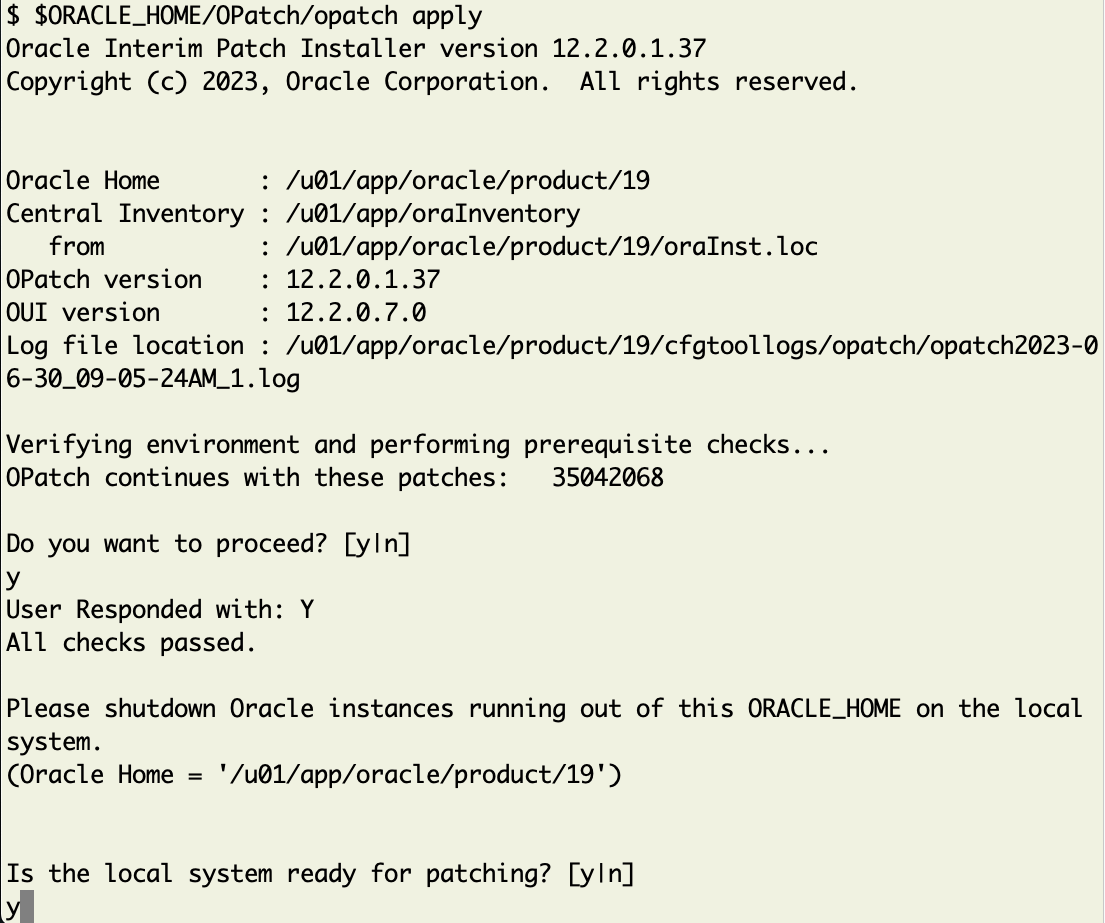 $ $ORACLE_HOME/OPatch/opatch apply
Oracle Interim Patch Installer version 12.2.0.1.37
Copyright (c) 2023, Oracle Corporation.  All rights reserved.
Oracle Home       : /u01/app/oracle/product/19
Central Inventory : /u01/app/oraInventory
   from           : /u01/app/oracle/product/19/oraInst.loc
OPatch version    : 12.2.0.1.37
OUI version       : 12.2.0.7.0
Log file location : /u01/app/oracle/product/19/cfgtoollogs/opatch/opatch2023-0
6-30_09-05-24AM_1.log
Verifying environment and performing prerequisite checks...
OPatch continues with these patches:   35042068
Do you want to proceed? [y|n]
y
User Responded with: Y
All checks passed.
Please shutdown Oracle instances running out of this ORACLE_HOME on the local
system.
(Oracle Home = '/u01/app/oracle/product/19')
Is the local system ready for patching? [y|n]
y